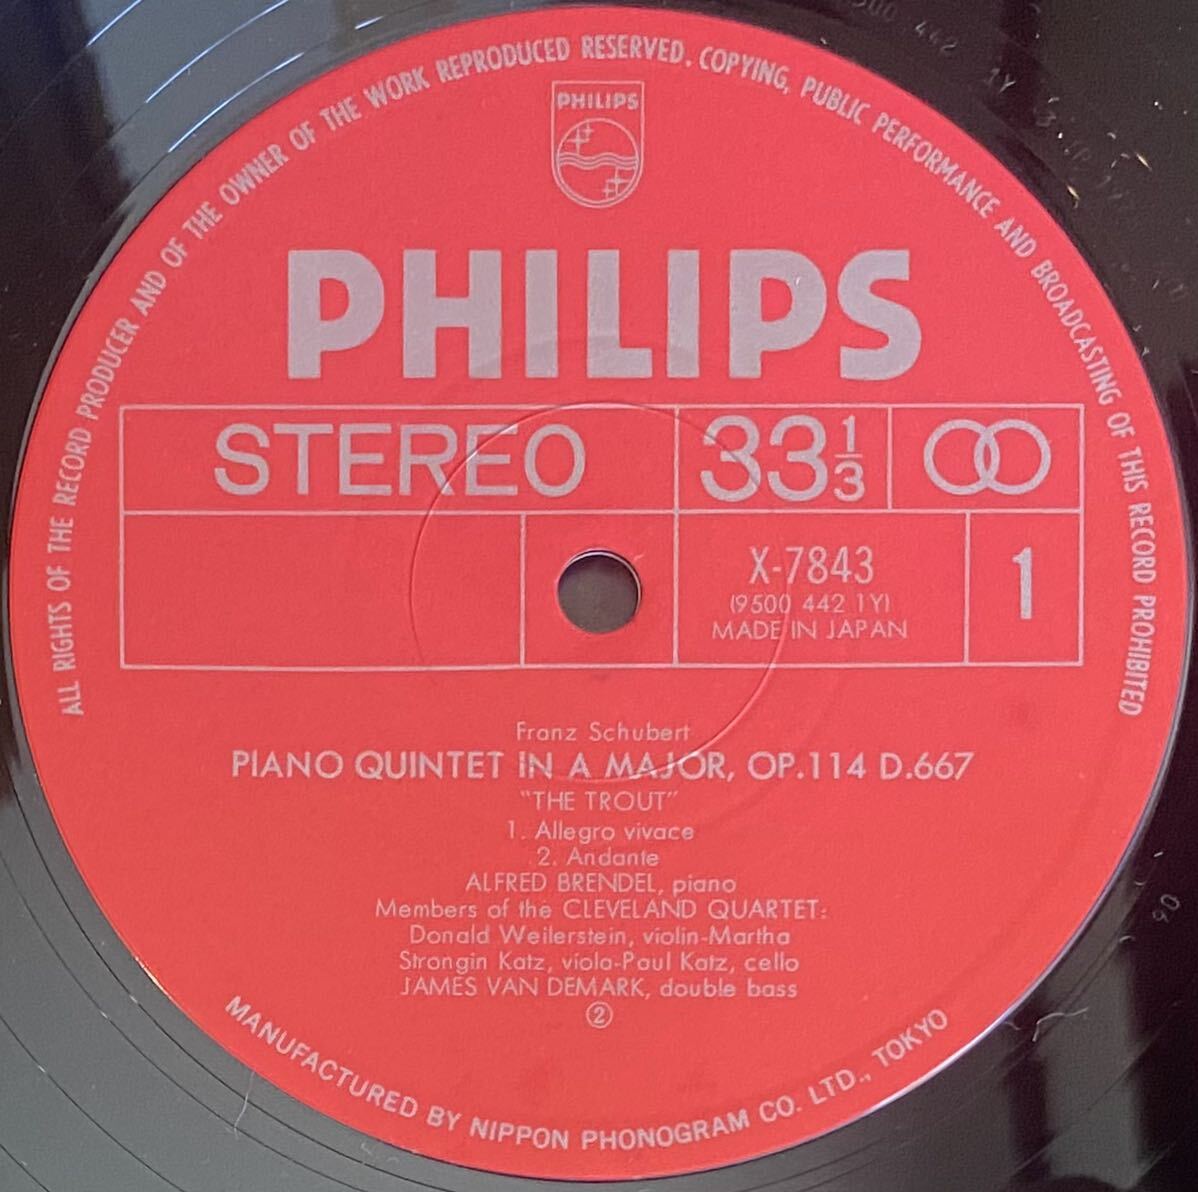 ALL RIGHTS OF THE RECORD PRODUCER AND OF THE OWNER OF THE WORK REPRODUCED RESERVED. COPYING, PUBLIC PERFORMANCE AND BROADCASTING OF THIS RECORD PROHIBITED
PHILIPS
PHILIPS
STEREO
33 1/3
X-7843
(9500 442 1Y)
MADE IN JAPAN
1
Franz Schubert
PIANO QUINTET IN A MAJOR, OP.114 D.667
"THE TROUT"
1. Allegro vivace
2. Andante
ALFRED BRENDEL, piano
Members of the CLEVELAND QUARTET:
Donald Weilerstein, violin-Martha
Strongin Katz, viola-Paul Katz, cello
JAMES VAN DEMARK, double bass
②
MANUFACTURED BY NIPPON PHONOGRAM CO. LTD., TOKYO
06